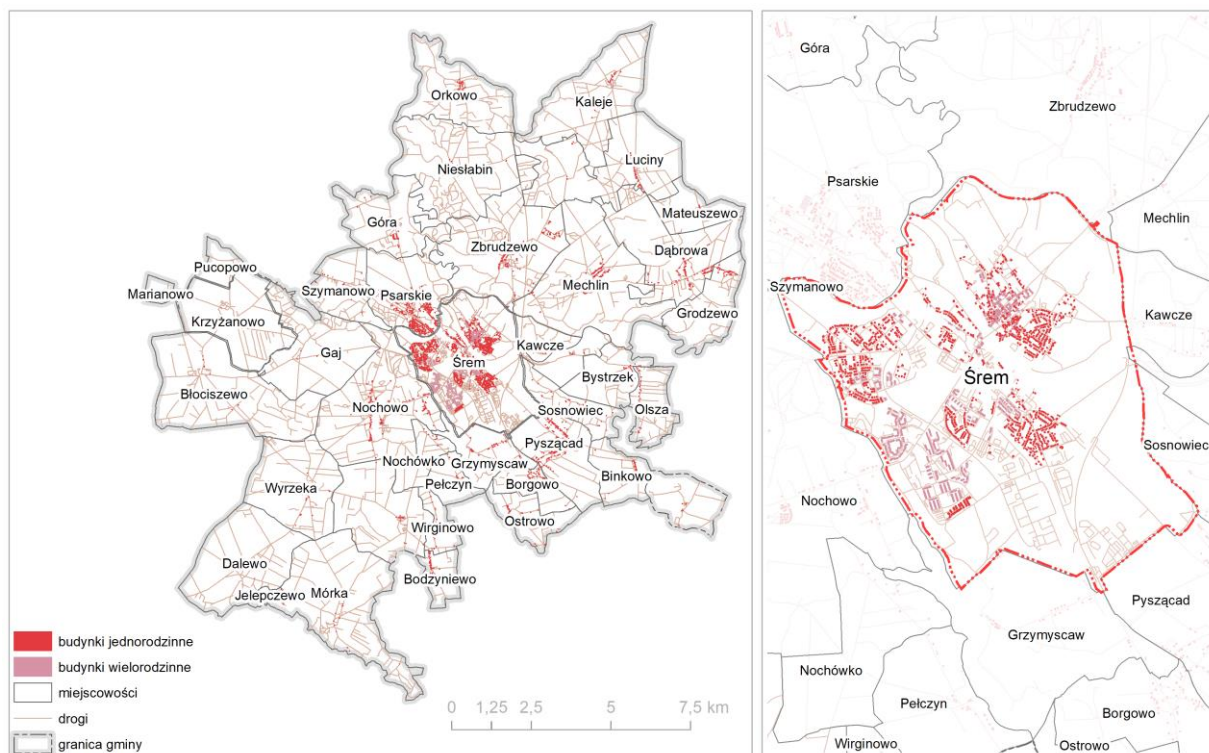 Orkowo
Kaleje
Niesłabin
Luciny
Góra
Mateuszewo
Zbrudzewo
Dąbrowa
Pucopowo
Mechlin
Szymanowo
Psarskie
Marianowo
Krzyżanowo
Grodzewo
Gaj
Kawcze
Śrem
Bystrzek
Błociszewo
Nochowo
Sosnowiec
Olsza
Pyszącad
Nochówko
Grzymyscaw
Pełczyn
Borgowo
Binkowo
Wyrzeka
Wirginowo
Ostrowo
Dalewo
Bodzyniewo
Jelepczewo
Mórka
budynki jednorodzinne
budynki wielorodzinne
miejscowości
drogi
granica gminy
0 1,25 2,5 5 7,5 km
Góra
Zbrudzewo
Psarskie
Mechlin
Szymanowo
Kawcze
Śrem
Sosnowiec
Nochowo
Pyszącad
Grzymyscaw
Nochówko
Pełczyn
Borgowo
Wirginowo
Ostrowo